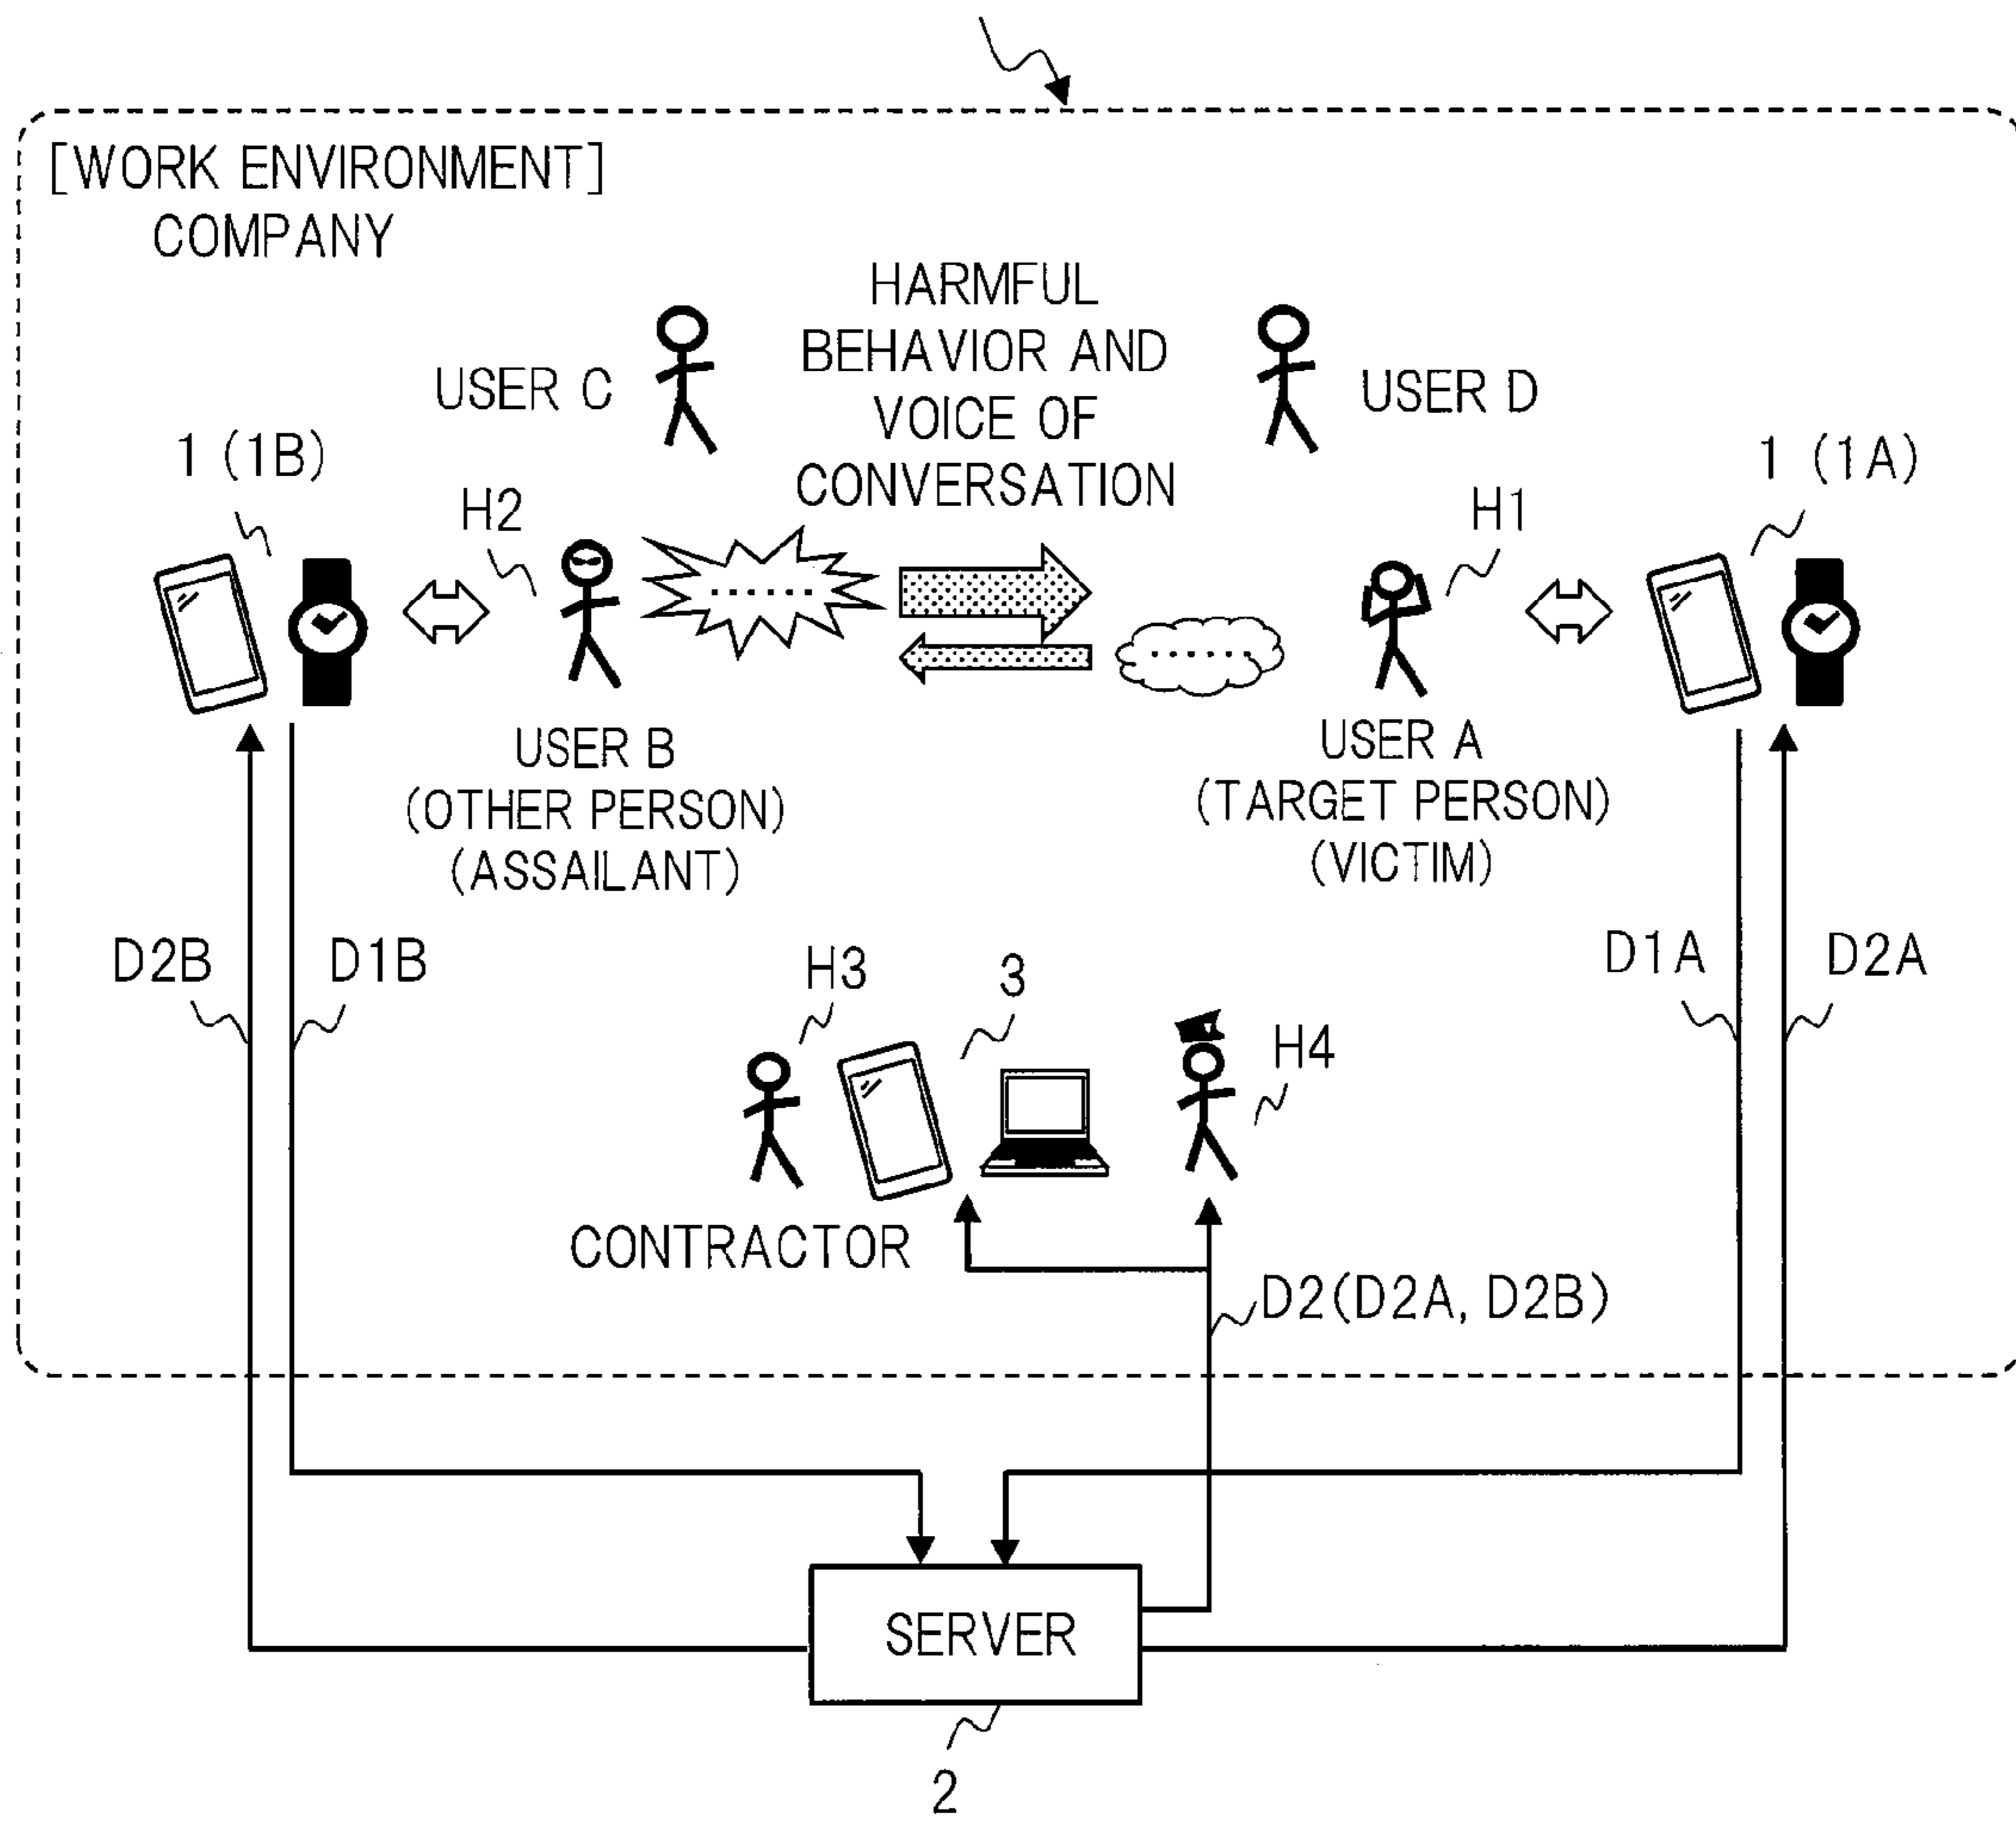 [WORK ENVIRONMENT]
COMPANY
HARMFUL
BEHAVIOR AND
VOICE OF
CONVERSATION
USER C
USER D
1 (1B)
H2
H1
1 (1A)
USER B
(OTHER PERSON)
(ASSAILANT)
USER A
(TARGET PERSON)
(VICTIM)
D2B
D1B
H3
3
H4
D1A
D2A
CONTRACTOR
D2(D2A, D2B)
SERVER
2